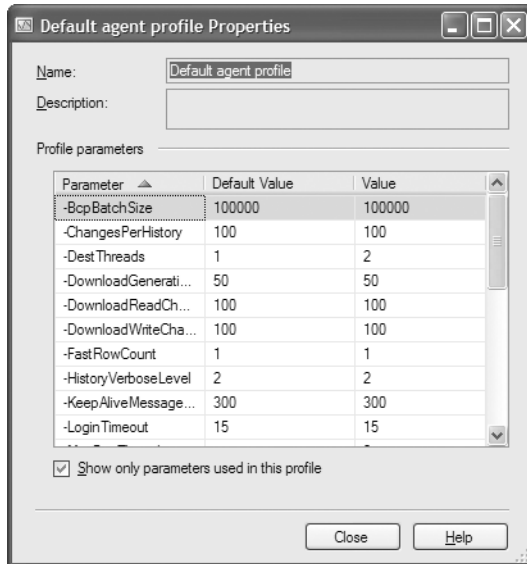 Default agent profile Properties
Name: Default agent profile
Description:
Profile parameters
Parameter Default Value Value
-BcpBatchSize 100000 100000
-ChangesPerHistory 100 100
-DestThreads 1 2
-DownloadGenerati... 50 50
-DownloadReadCh... 100 100
-DownloadWriteCha... 100 100
-FastRowCount 1 1
-HistoryVerboseLevel 2 2
-KeepAliveMessage... 300 300
-LoginTimeout 15 15
Show only parameters used in this profile
Close Help